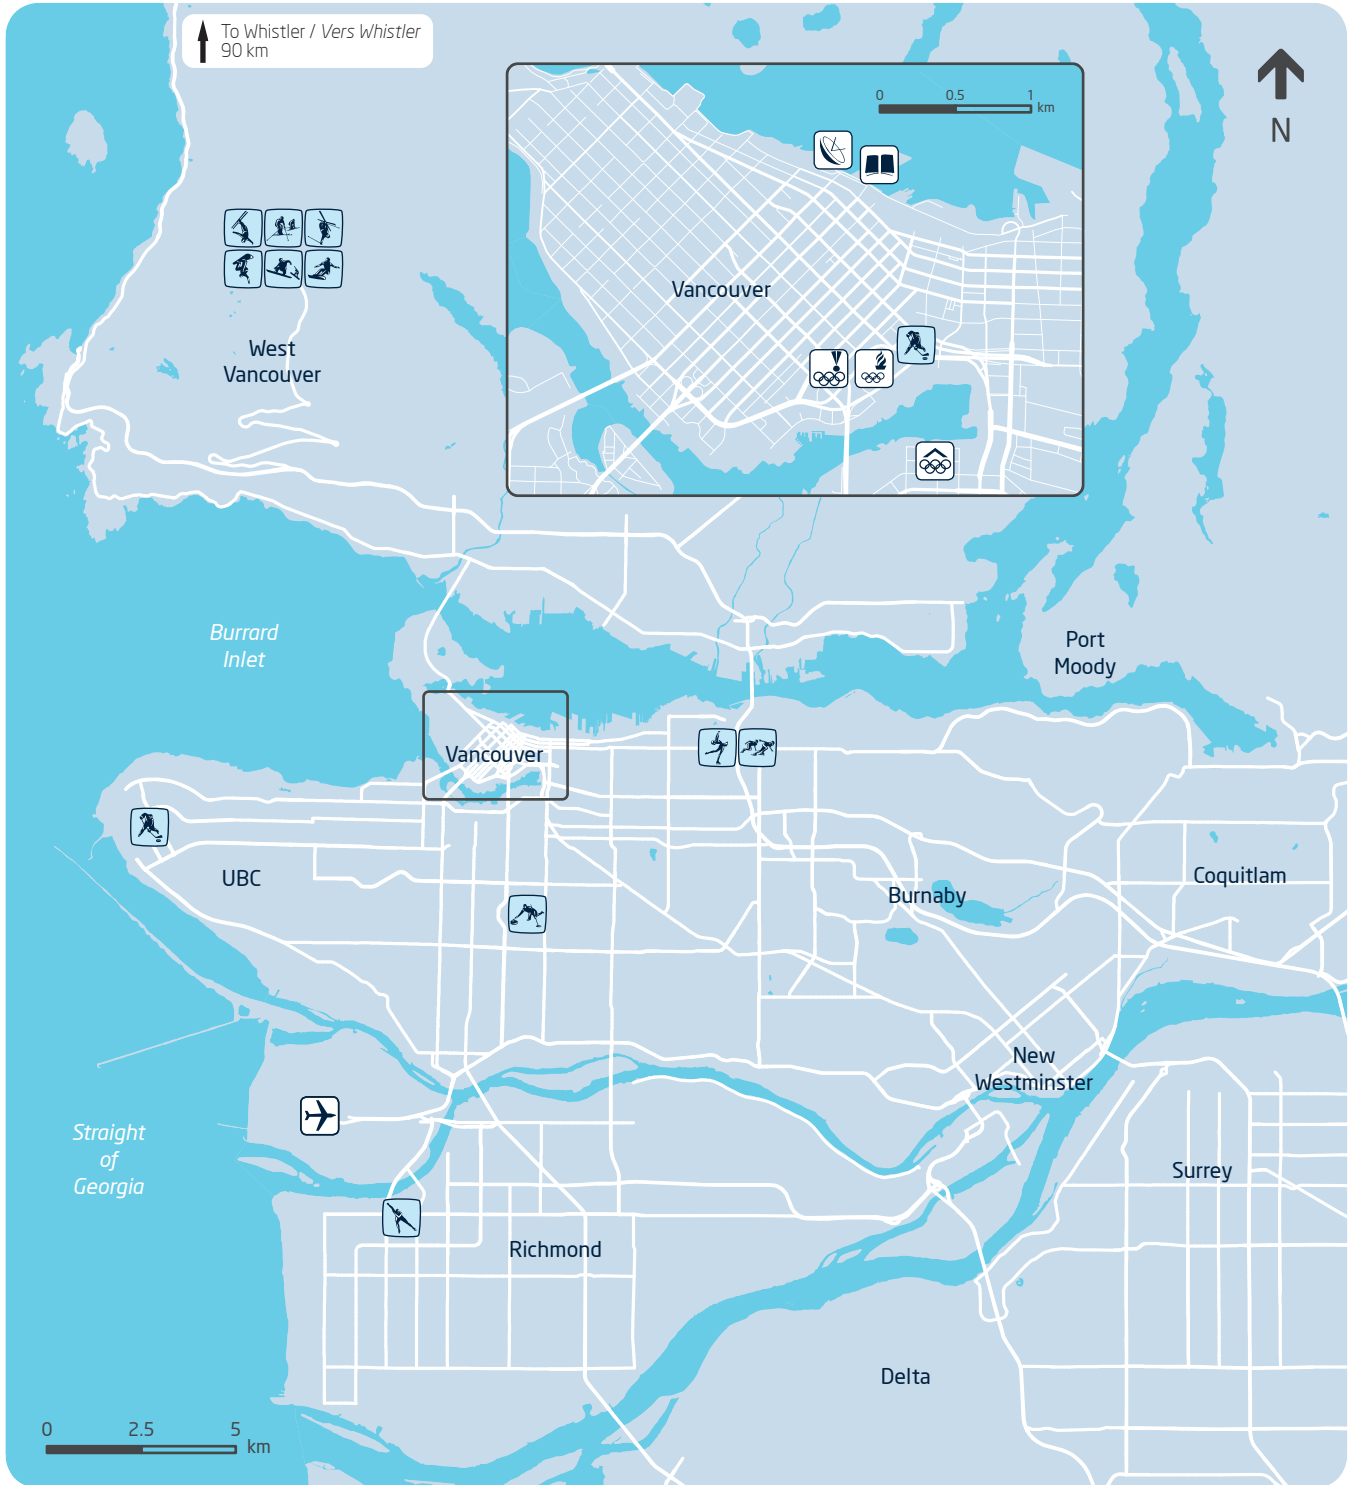 To Whistler / Vers Whistler
90 km
N
0 0.5 1
km
Vancouver
West
Vancouver
Burrard
Inlet
Port
Moody
Vancouver
UBC
Burnaby
Coquitlam
New
Westminster
Straight
of
Georgia
Surrey
Richmond
Delta
0 2.5 5
km